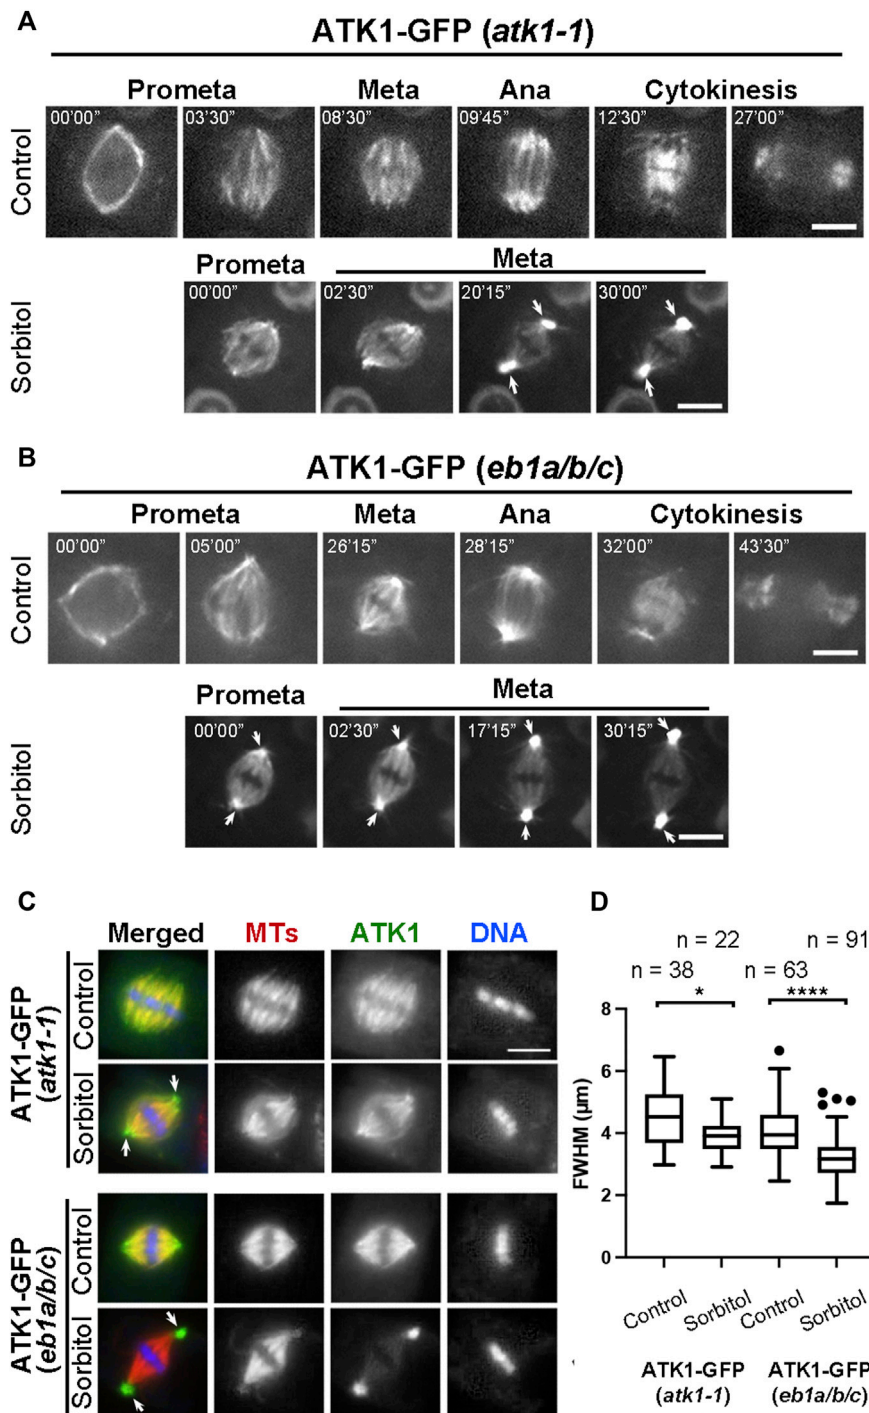 A
ATK1-GFP (atk1-1)
Prometa Meta Ana Cytokinesis
Control
00'00” 03'30” 08'30” 09'45” 12'30” 27'00”
Prometa Meta
Sorbitol
00'00” 02'30” 20'15” 30'00”
B
ATK1-GFP (eb1a/b/c)
Prometa Meta Ana Cytokinesis
Control
00'00” 05'00” 26'15” 28'15” 32'00” 43'30”
Prometa Meta
Sorbitol
00'00” 02'30” 17'15” 30'15”
C
Merged MTs ATK1 DNA
ATK1-GFP
(atk1-1)
Control
Sorbitol
ATK1-GFP
(eb1a/b/c)
Control
Sorbitol
D
n = 22 n = 91
n = 38 n = 63
* ****
FWHM (µm)
8
6
4
2
0
Control Sorbitol Control Sorbitol
ATK1-GFP ATK1-GFP
(atk1-1) (eb1a/b/c)